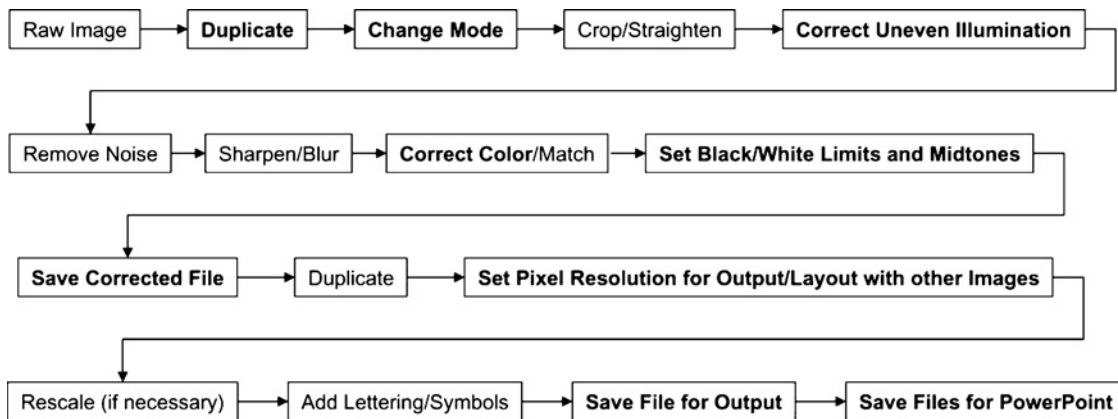 Raw Image
Duplicate
Change Mode
Crop/Straighten
Correct Uneven Illumination
Remove Noise
Sharpen/Blur
Correct Color/Match
Set Black/White Limits and Midtones
Save Corrected File
Duplicate
Set Pixel Resolution for Output/Layout with other Images
Rescale (if necessary)
Add Lettering/Symbols
Save File for Output
Save Files for PowerPoint